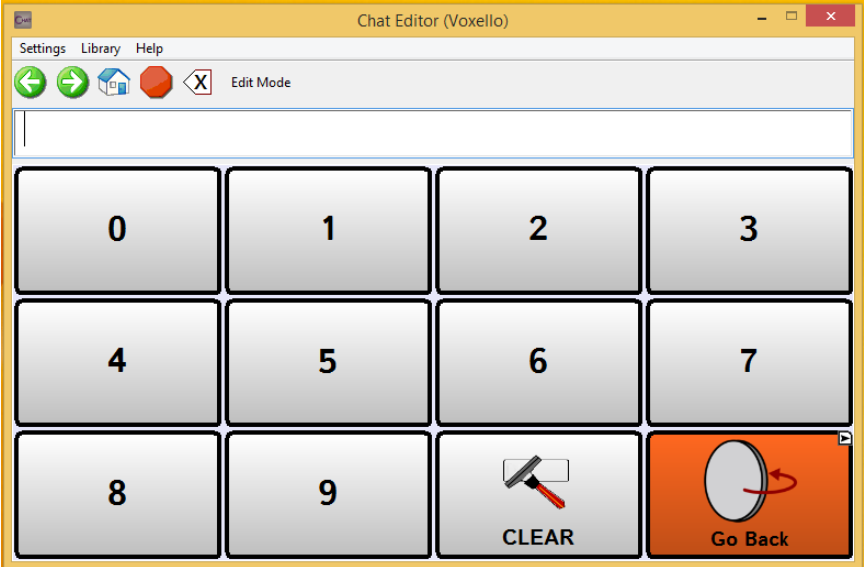 Chat
Chat Editor (Voxello)
Settings Library Help
X Edit Mode
0 1 2 3
4 5 6 7
8 9
CLEAR Go Back